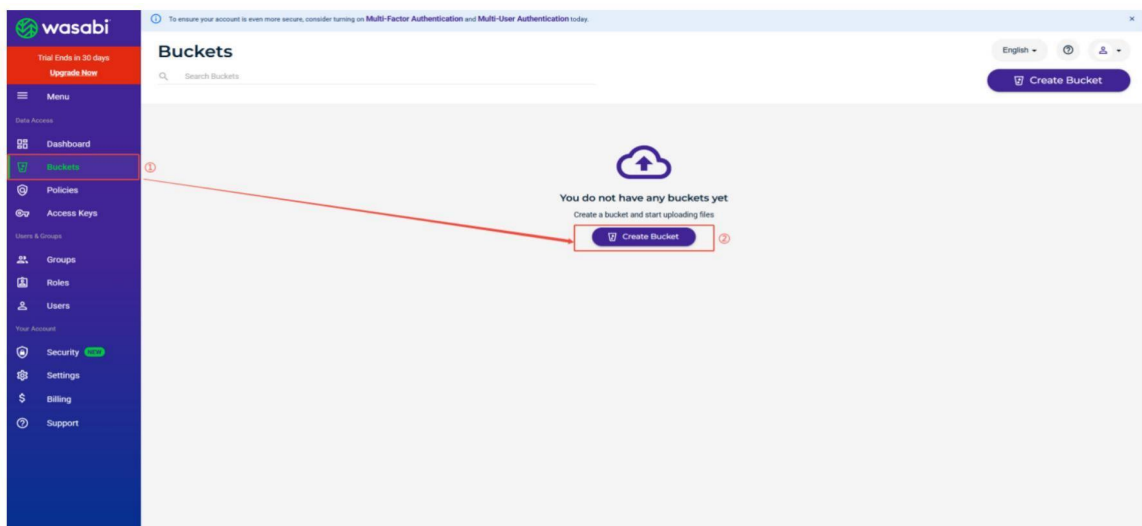 wasabi
To ensure your account is even more secure, consider turning on Multi-Factor Authentication and Multi-User Authentication today.
Trial Ends in 30 days
Upgrade Now
Buckets
English
Search Buckets
Create Bucket
Menu
Data Access
Dashboard
Buckets
①
Policies
Access Keys
Users & Groups
Groups
Roles
Users
Your Account
Security NEW
Settings
Billing
Support
You do not have any buckets yet
Create a bucket and start uploading files
Create Bucket
②